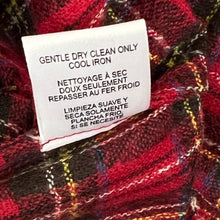 GENTLE DRY CLEAN ONLY
COOL IRON
NETTOYAGE À SEC
DOUX SEULEMENT
REPASSER AU FER FROID
LIMPIEZA SUAVE Y
SECA SOLAMENTE
PLANCHA FRIO
SI SE NECESITE